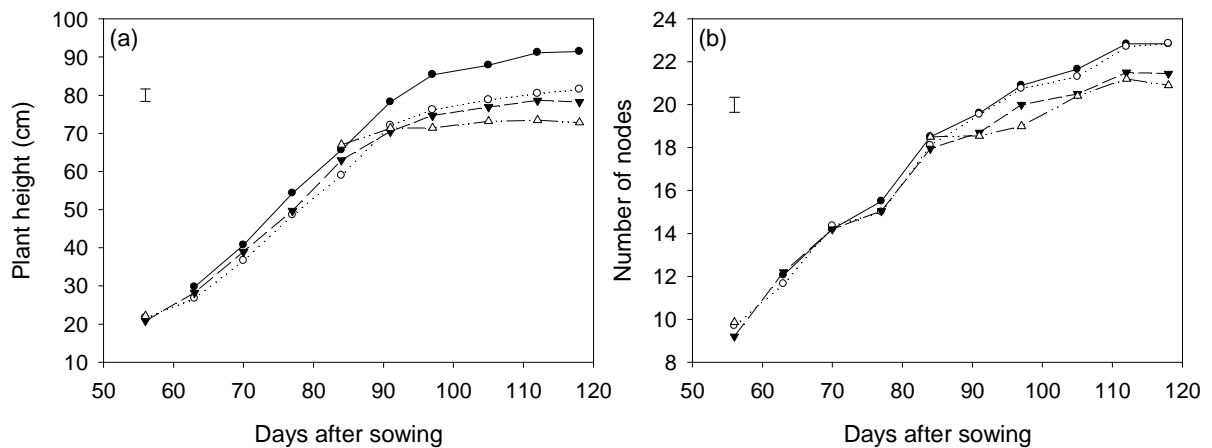 (a)
Plant height (cm)
100
90
80
70
60
50
40
30
20
10
50 60 70 80 90 100 110 120
Days after sowing
(b)
Number of nodes
24
22
20
18
16
14
12
10
8
50 60 70 80 90 100 110 120
Days after sowing